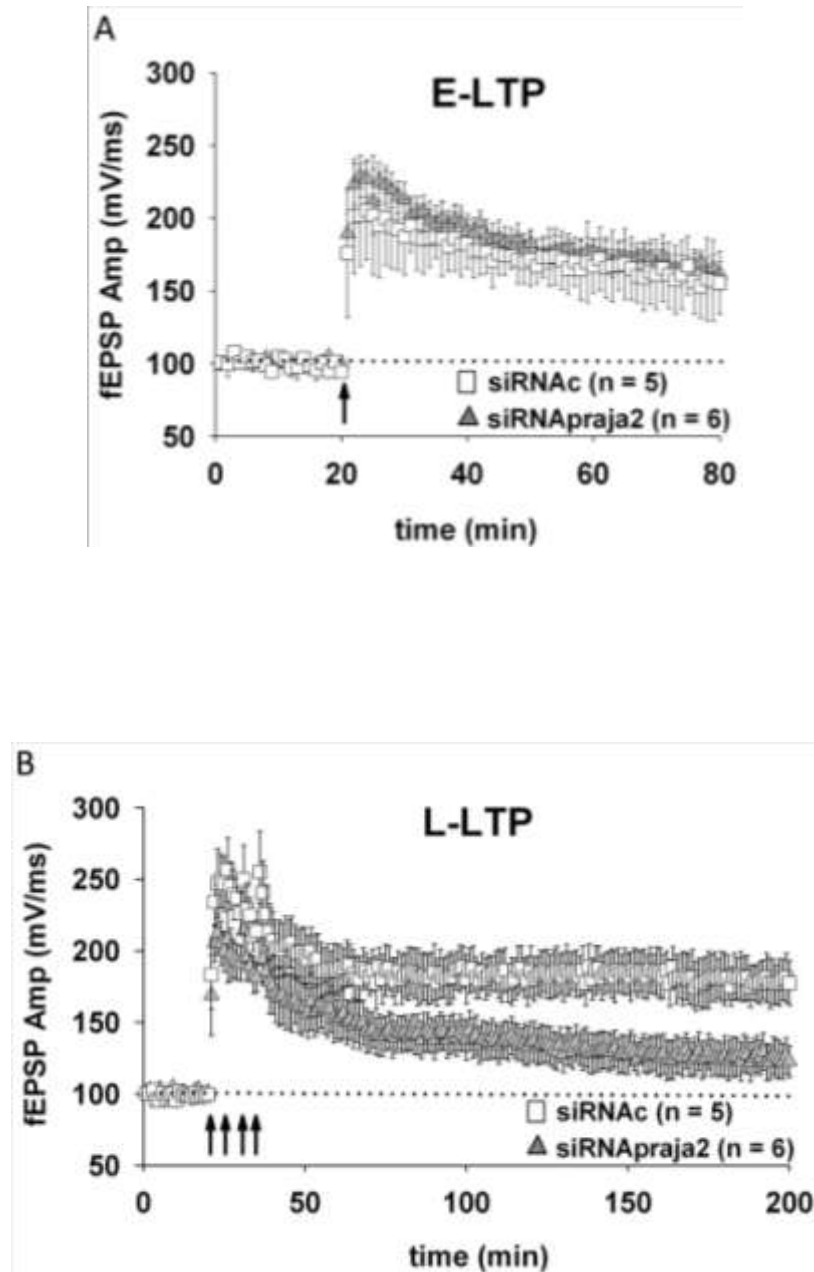 A
E-LTP
fEPSP Amp (mV/ms)
300
250
200
150
100
50
siRNAc (n = 5)
siRNApraja2 (n = 6)
0 20 40 60 80
time (min)
B
L-LTP
fEPSP Amp (mV/ms)
300
250
200
150
100
50
siRNAc (n = 5)
siRNApraja2 (n = 6)
0 50 100 150 200
time (min)